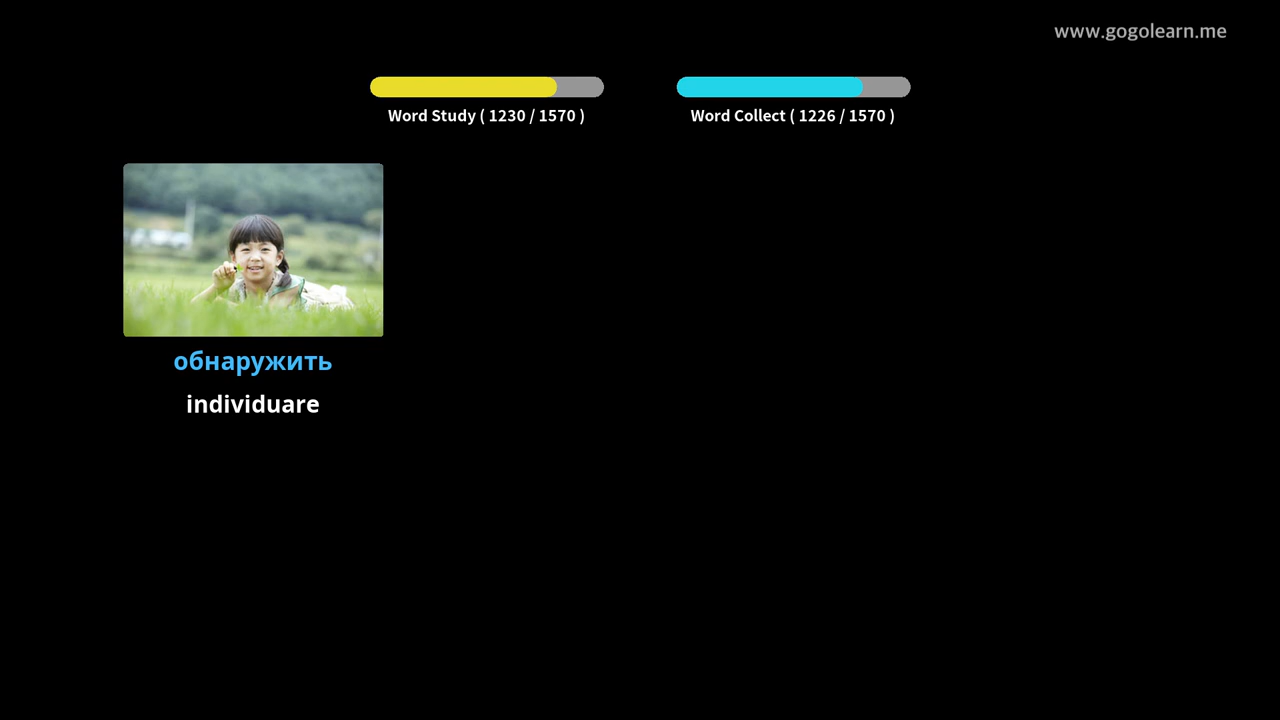 www.gogolearn.me
Word Study ( 1230 / 1570 )
Word Collect ( 1226 / 1570 )
обнаружить
individuare